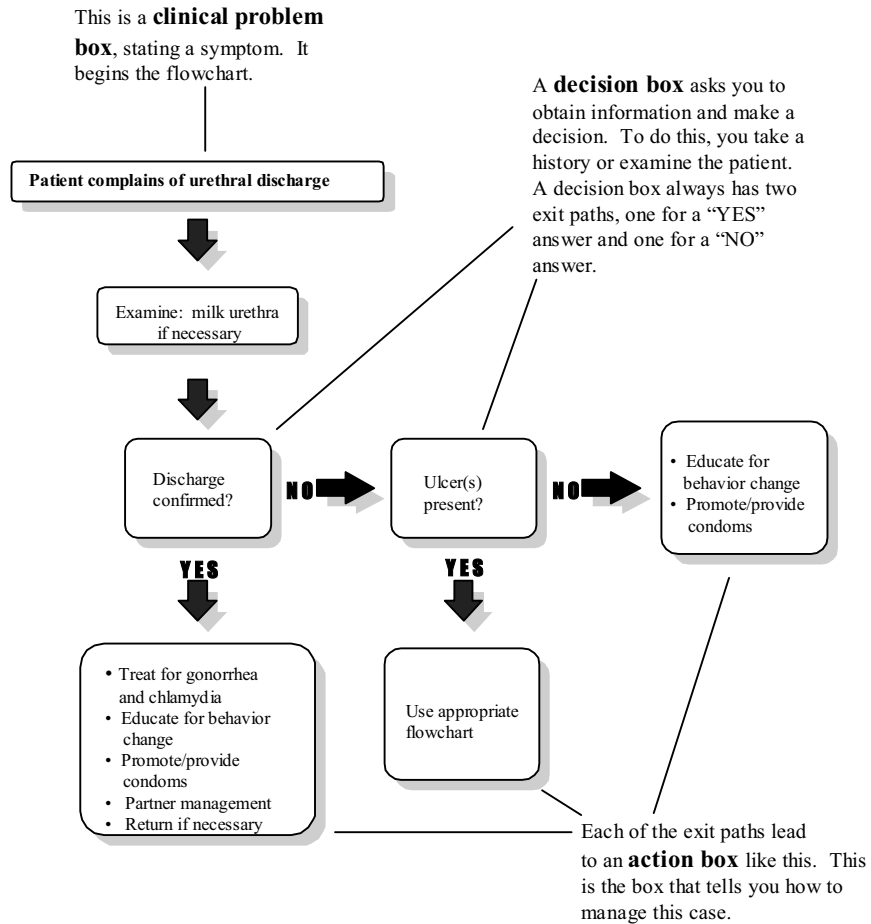 This is a clinical problem
box, stating a symptom. It
begins the flowchart.
A decision box asks you to
obtain information and make a
decision. To do this, you take a
history or examine the patient.
A decision box always has two
exit paths, one for a “YES”
answer and one for a “NO”
answer.
Patient complains of urethral discharge
Examine: milk urethra
if necessary
Discharge
confirmed?
NO
Ulcer(s)
present?
NO
• Educate for
behavior change
• Promote/provide
condoms
YES
YES
• Treat for gonorrhea
and chlamydia
• Educate for behavior
change
• Promote/provide
condoms
• Partner management
• Return if necessary
Use appropriate
flowchart
Each of the exit paths lead
to an action box like this. This
is the box that tells you how to
manage this case.